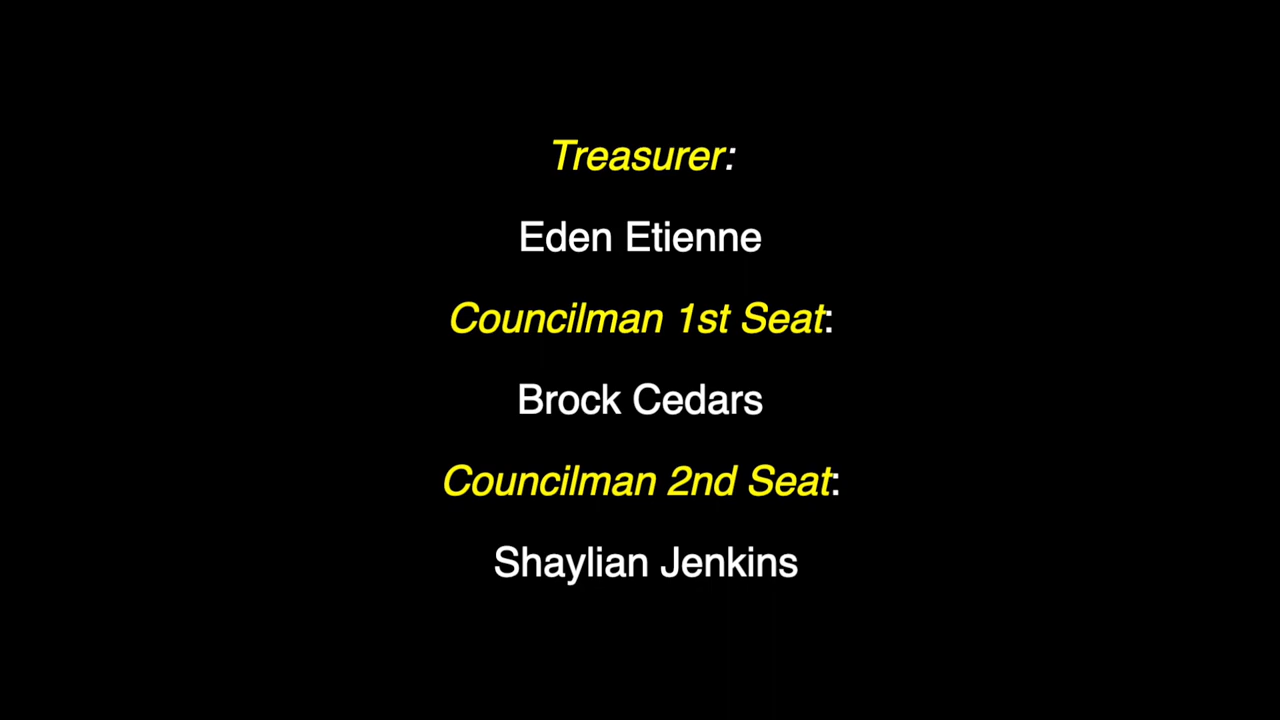 Treasurer:
Eden Etienne
Councilman 1st Seat:
Brock Cedars
Councilman 2nd Seat:
Shaylian Jenkins